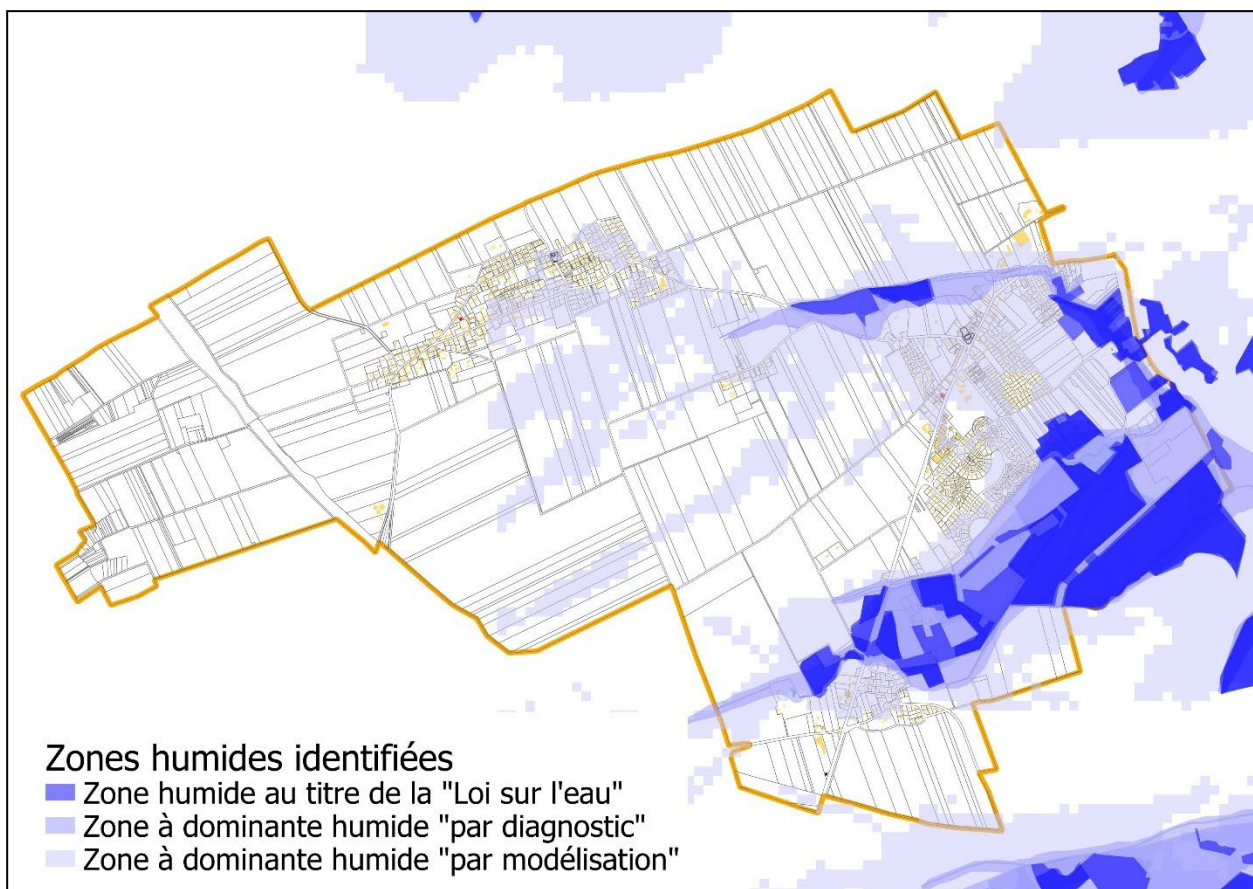 Zones humides identifiées
Zone humide au titre de la "Loi sur l'eau"
Zone à dominante humide "par diagnostic"
Zone à dominante humide "par modélisation"